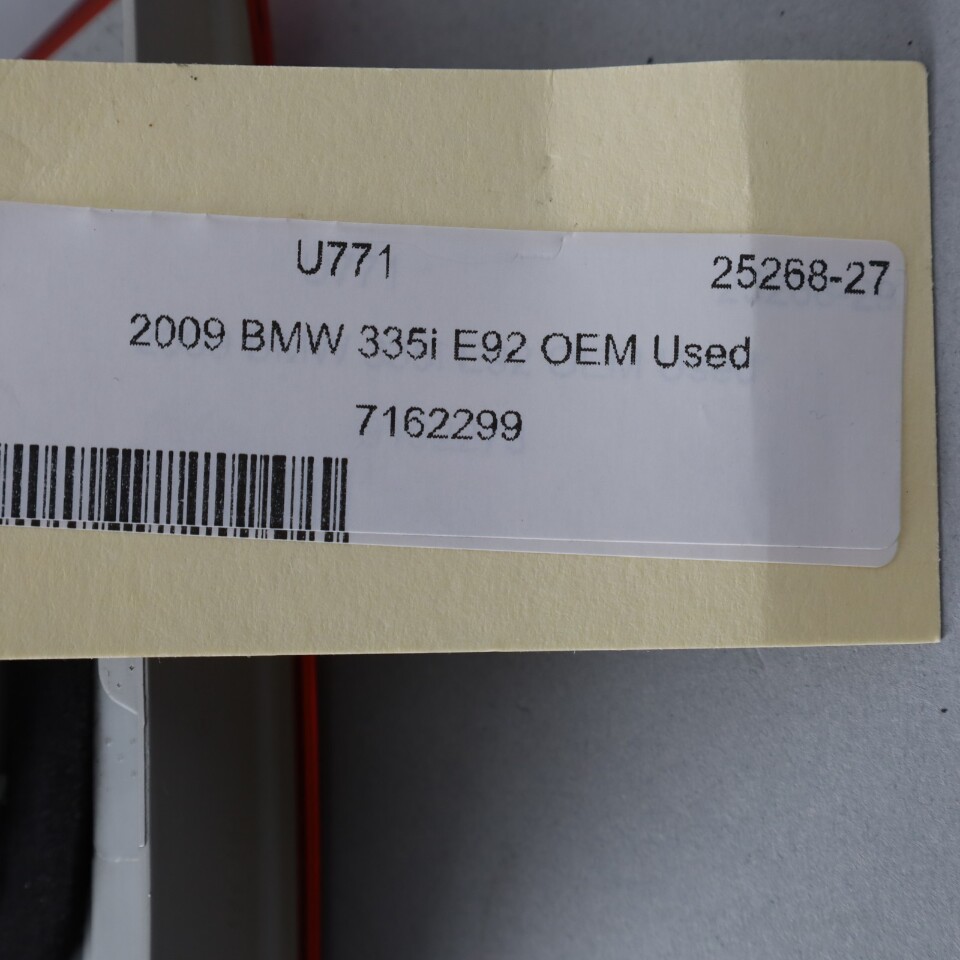 U771 25268-27
2009 BMW 335i E92 OEM Used
7162299